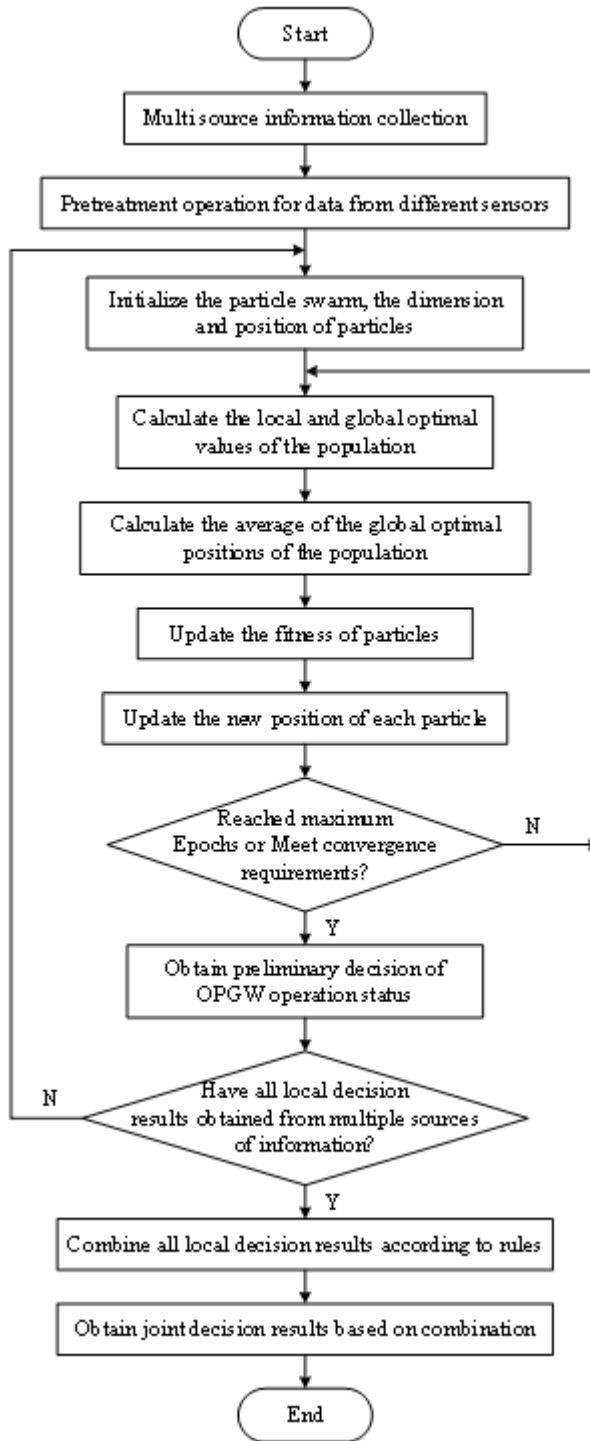 Start
Multi source information collection
Pretreatment operation for data from different sensors
Initialize the particle swarm, the dimension
and position of particles
Calculate the local and global optimal
values of the population
Calculate the average of the global optimal
positions of the population
Update the fitness of particles
Update the new position of each particle
Reached maximum
Epochs or Meet convergence
requirements?
N
Y
Obtain preliminary decision of
OPGW operation status
Have all local decision
results obtained from multiple sources
of information?
N
Y
Combine all local decision results according to rules
Obtain joint decision results based on combination
End